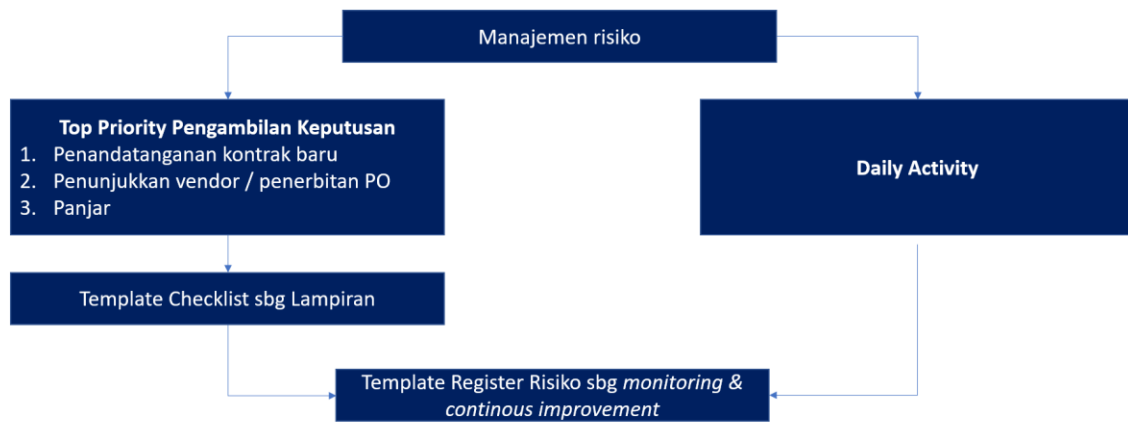 Manajemen risiko
Top Priority Pengambilan Keputusan
1. Penandatanganan kontrak baru
2. Penunjukkan vendor / penerbitan PO
3. Panjar
Daily Activity
Template Checklist sbg Lampiran
Template Register Risiko sbg monitoring &
continous improvement